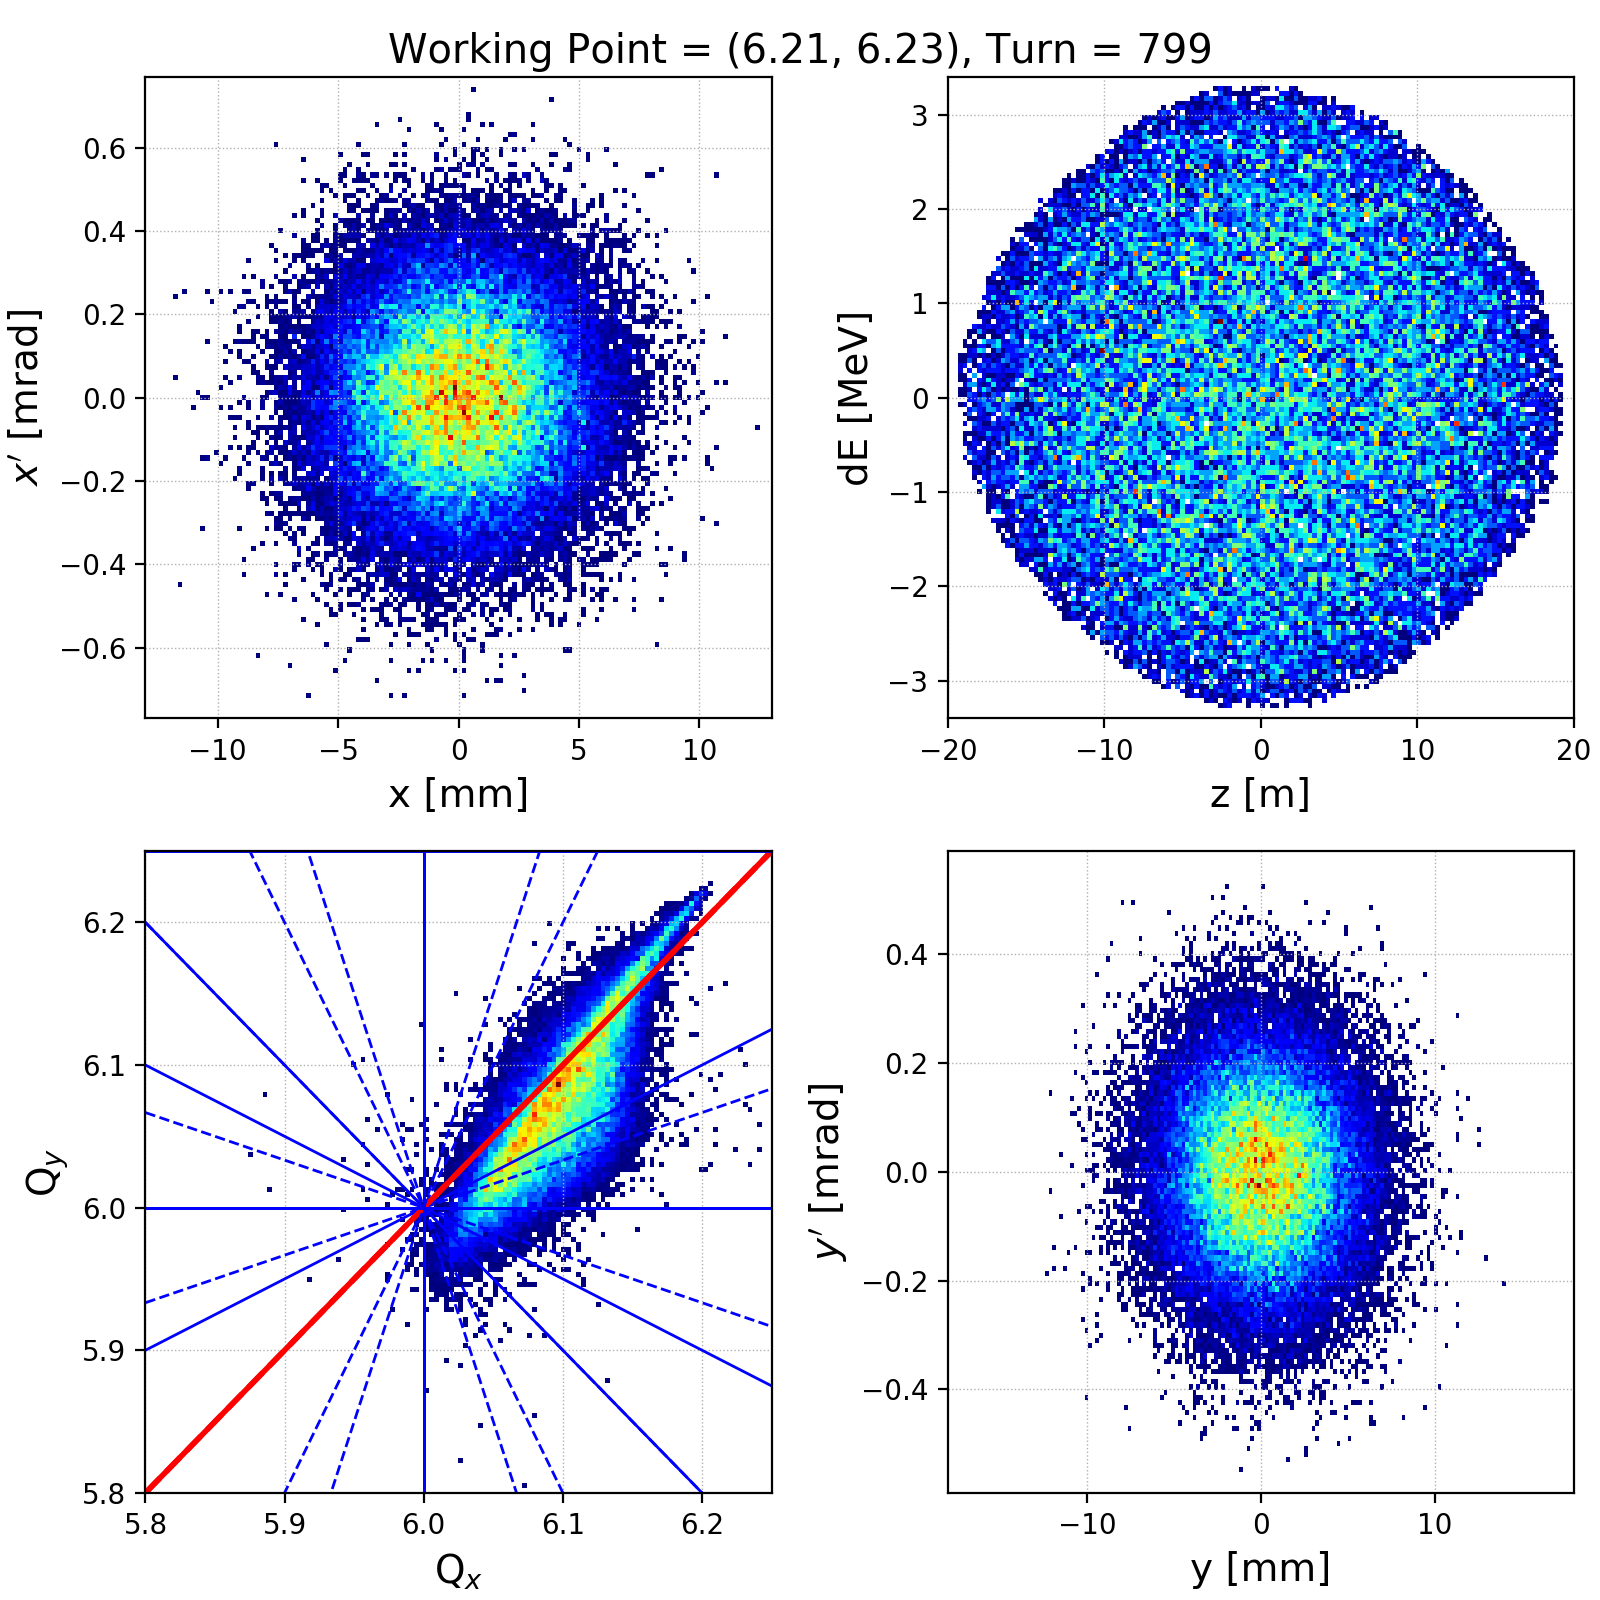 Working Point = (6.21, 6.23), Turn = 799
0.6
0.4
0.2
0.0
−0.2
−0.4
−0.6
x′ [mrad]
−10 −5 0 5 10
x [mm]
3
2
1
0
−1
−2
−3
dE [MeV]
−20 −10 0 10 20
z [m]
6.2
6.1
6.0
5.9
5.8
Qy
5.8 5.9 6.0 6.1 6.2
Qx
0.4
0.2
0.0
−0.2
−0.4
y′ [mrad]
−10 0 10
y [mm]